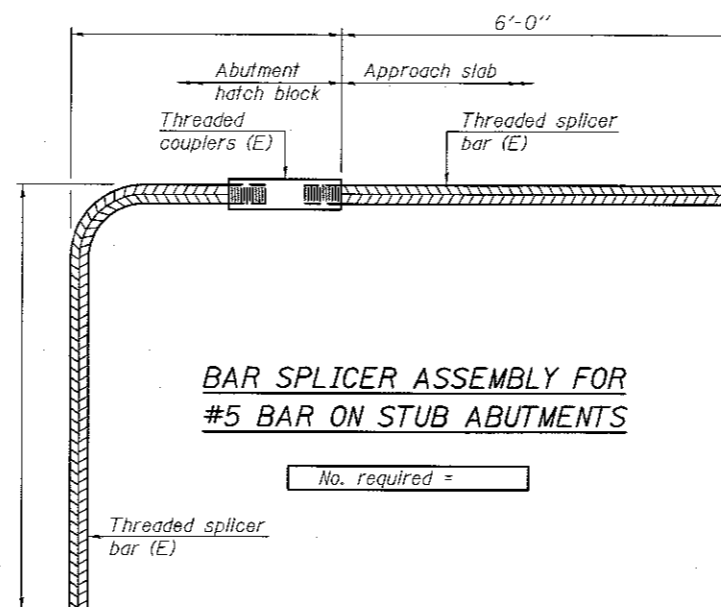 6'-0"
Abutment
hatch block
Approach slab
Threaded
couplers (E)
Threaded splicer
bar (E)
BAR SPLICER ASSEMBLY FOR
#5 BAR ON STUB ABUTMENTS
No. required =
Threaded splicer
bar (E)